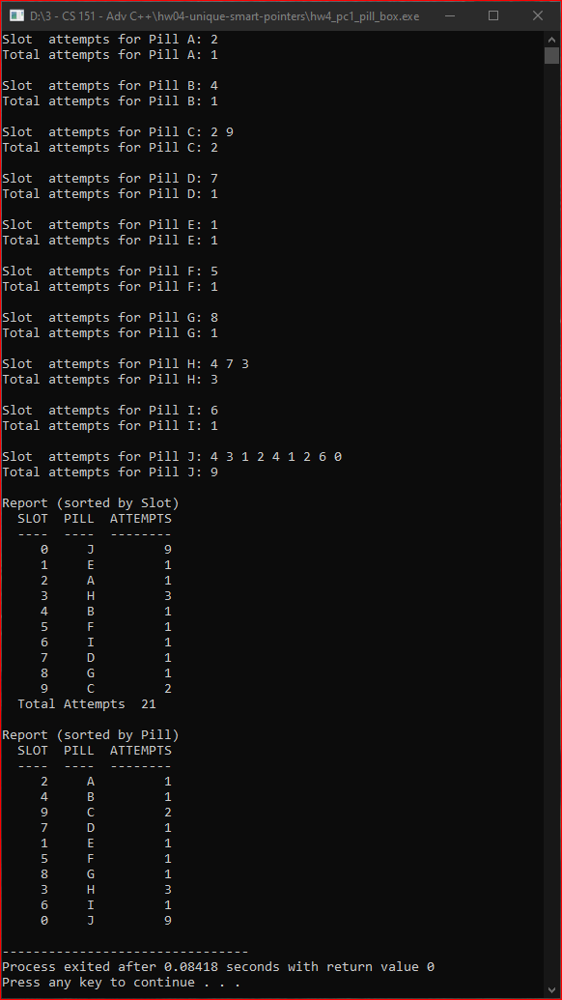 D:\3 - CS 151 - Adv C++\hw04-unique-smart-pointers\hw4_pc1_pill_box.exe
Slot  attempts for Pill A: 2
Total attempts for Pill A: 1

Slot  attempts for Pill B: 4
Total attempts for Pill B: 1

Slot  attempts for Pill C: 2 9
Total attempts for Pill C: 2

Slot  attempts for Pill D: 7
Total attempts for Pill D: 1

Slot  attempts for Pill E: 1
Total attempts for Pill E: 1

Slot  attempts for Pill F: 5
Total attempts for Pill F: 1

Slot  attempts for Pill G: 8
Total attempts for Pill G: 1

Slot  attempts for Pill H: 4 7 3
Total attempts for Pill H: 3

Slot  attempts for Pill I: 6
Total attempts for Pill I: 1

Slot  attempts for Pill J: 4 3 1 2 4 1 2 6 0
Total attempts for Pill J: 9

Report (sorted by Slot)
  SLOT  PILL  ATTEMPTS
  ----  ----  --------
     0     J         9
     1     E         1
     2     A         1
     3     H         3
     4     B         1
     5     F         1
     6     I         1
     7     D         1
     8     G         1
     9     C         2
  Total Attempts  21

Report (sorted by Pill)
  SLOT  PILL  ATTEMPTS
  ----  ----  --------
     2     A         1
     4     B         1
     9     C         2
     7     D         1
     1     E         1
     5     F         1
     8     G         1
     3     H         3
     6     I         1
     0     J         9

--------------------------------
Process exited after 0.08418 seconds with return value 0
Press any key to continue . . .